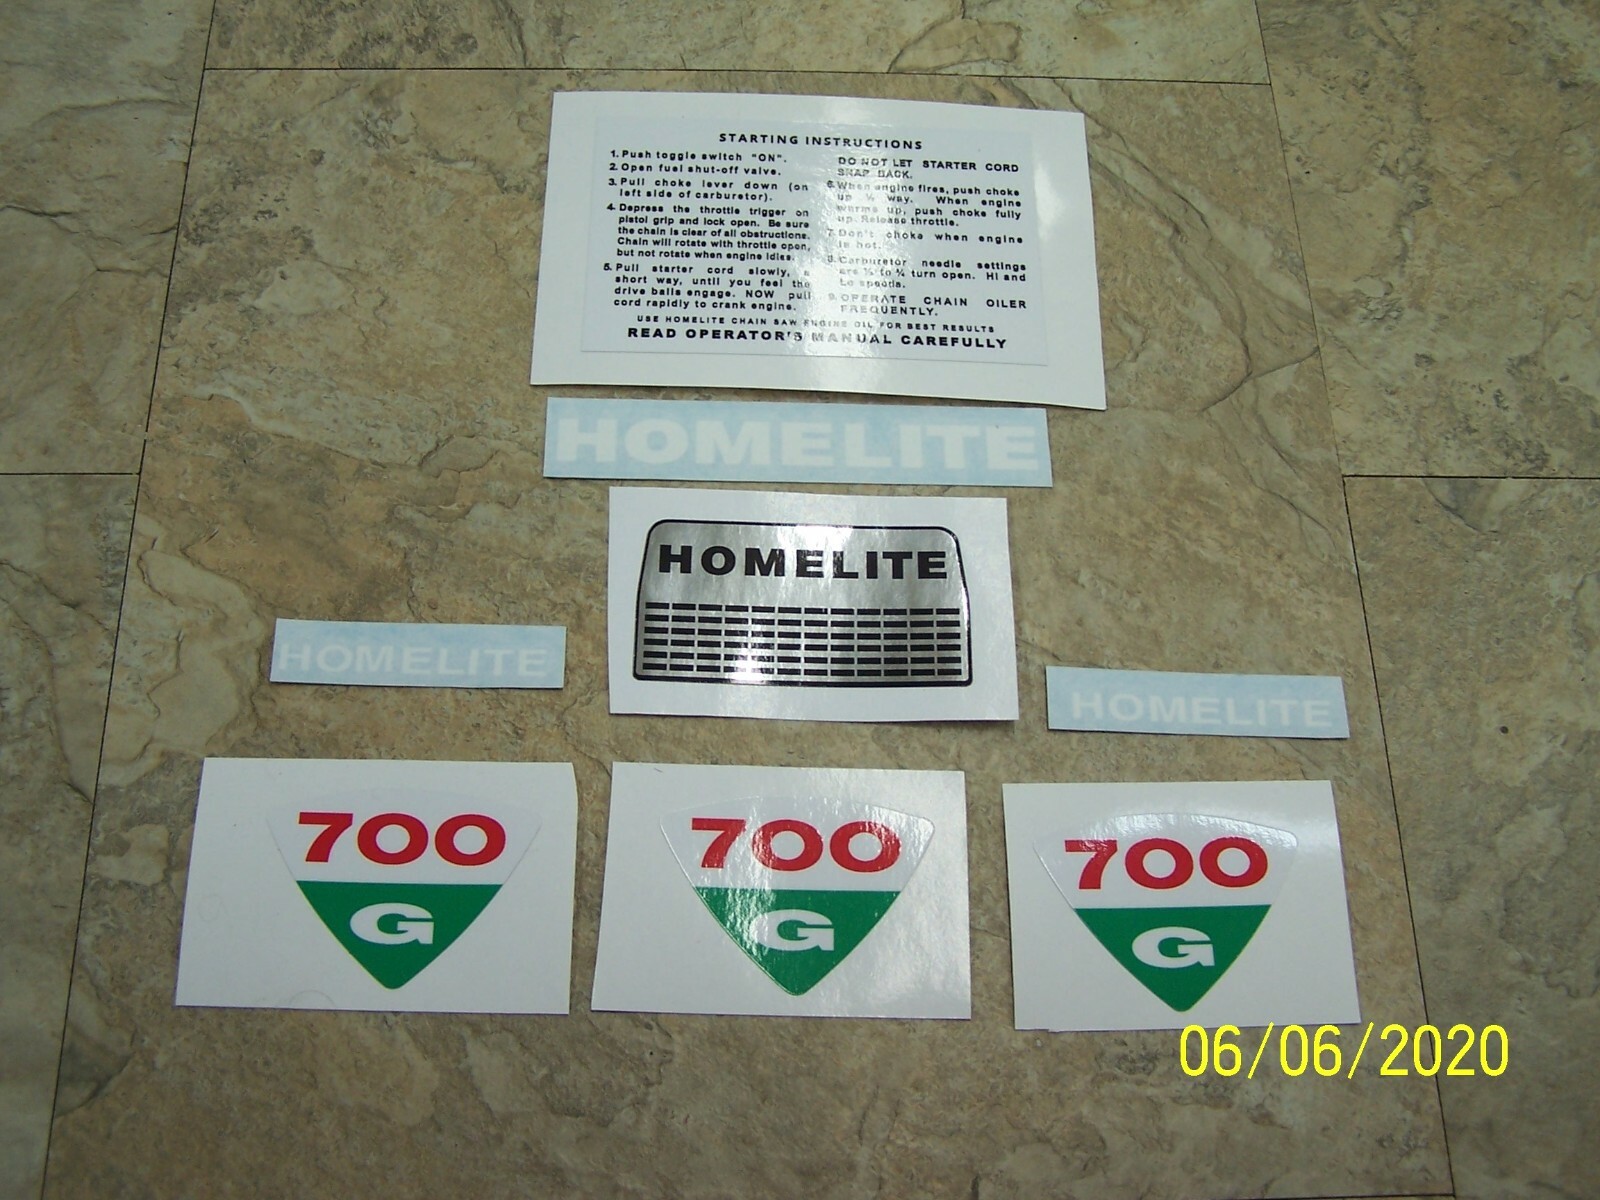 STARTING INSTRUCTIONS
1. Push toggle switch "ON".
2. Open fuel shut-off valve.
3. Pull choke lever down (on
left side of carburetor).
4. Depress the throttle trigger on
pistol grip and lock open. Be sure
the chain is clear of all obstructions.
Chain will rotate with throttle open,
but not rotate when engine idles.
5. Pull starter cord slowly, a
short way, until you feel the
drive balls engage. NOW pull
cord rapidly to crank engine.
DO NOT LET STARTER CORD
SNAP BACK.
6. When engine fires, push choke
up ½ way. When engine
warms up, push choke fully
up. Release throttle.
7. Don't choke when engine
is hot.
8. Carburetor needle settings
are to ¾ turn open. HI and
Lo
9. OPERATE CHAIN OILER
FREQUENTLY.
USE HOMELITE CHAIN SAW ENGINE OIL FOR BEST RESULTS
READ OPERATOR'S MANUAL CAREFULLY
HOMELITE
HOMELITE
HOMELITE
HOMELITE
700
G
700
G
700
G
06/06/2020